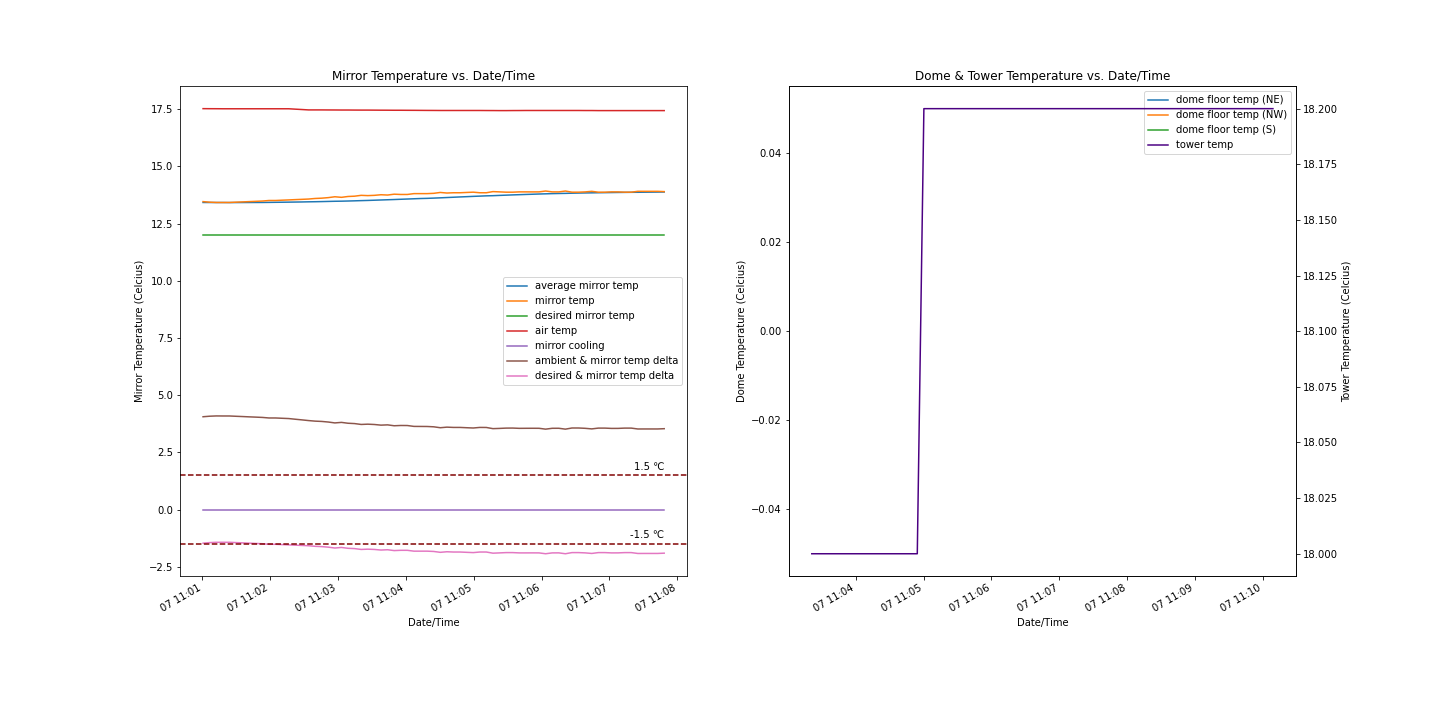 Mirror Temperature vs. Date/Time
17.5
15.0
12.5
10.0
7.5
5.0
2.5
0.0
−2.5
Mirror Temperature (Celcius)
average mirror temp
mirror temp
desired mirror temp
air temp
mirror cooling
ambient & mirror temp delta
desired & mirror temp delta
1.5 ℃
-1.5 ℃
07 11:01
07 11:02
07 11:03
07 11:04
07 11:05
07 11:06
07 11:07
07 11:08
Date/Time
Dome & Tower Temperature vs. Date/Time
0.04
0.02
0.00
−0.02
−0.04
Dome Temperature (Celcius)
dome floor temp (NE)
dome floor temp (NW)
dome floor temp (S)
tower temp
18.200
18.175
18.150
18.125
18.100
18.075
18.050
18.025
18.000
Tower Temperature (Celcius)
07 11:04
07 11:05
07 11:06
07 11:07
07 11:08
07 11:09
07 11:10
Date/Time